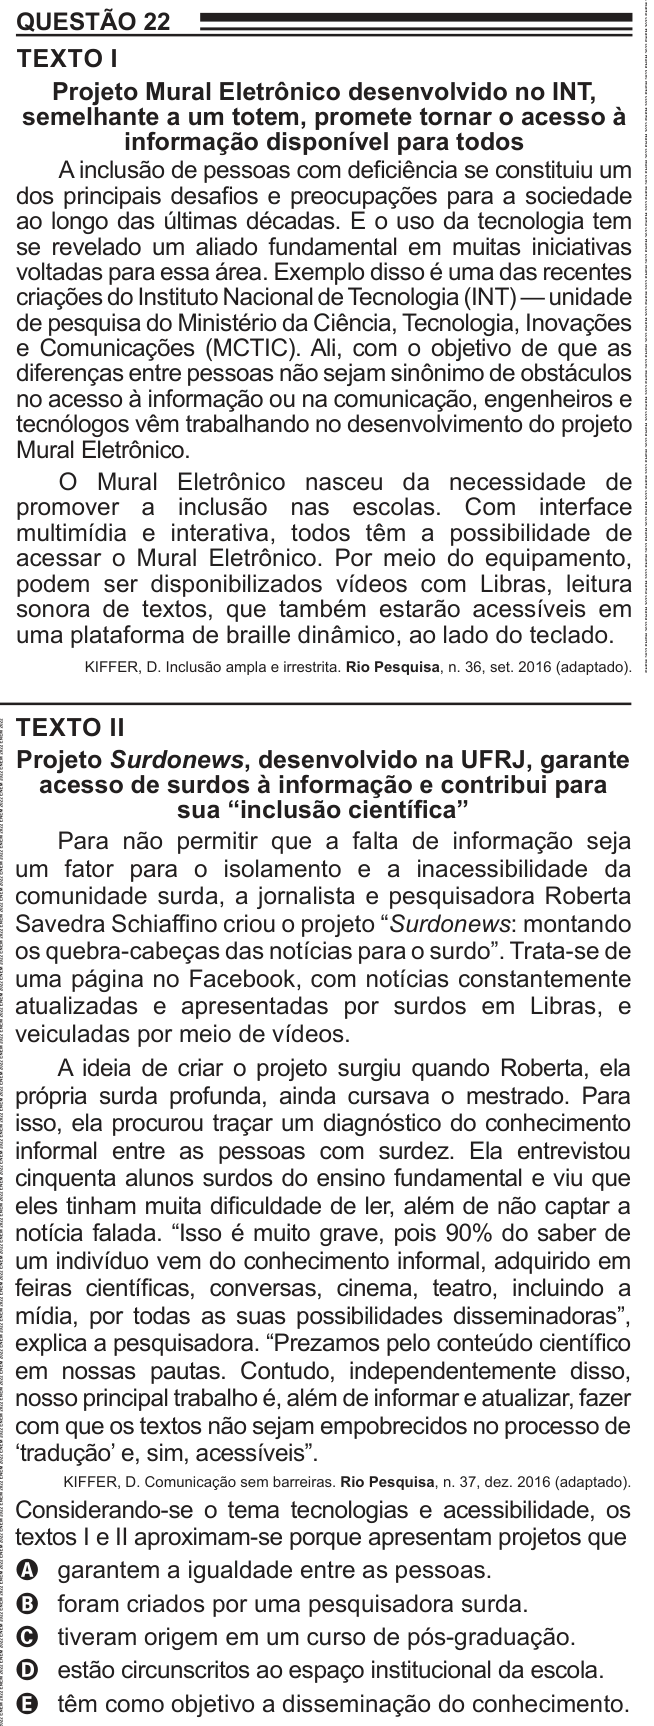 QUESTÃO 22
TEXTO I
Projeto Mural Eletrônico desenvolvido no INT,
semelhante a um totem, promete tornar o acesso à
informação disponível para todos
A inclusão de pessoas com deficiência se constituiu um
dos principais desafios e preocupações para a sociedade
ao longo das últimas décadas. E o uso da tecnologia tem
se revelado um aliado fundamental em muitas iniciativas
voltadas para essa área. Exemplo disso é uma das recentes
criações do Instituto Nacional de Tecnologia (INT) — unidade
de pesquisa do Ministério da Ciência, Tecnologia, Inovações
e Comunicações (MCTIC). Ali, com o objetivo de que as
diferenças entre pessoas não sejam sinônimo de obstáculos
no acesso à informação ou na comunicação, engenheiros e
tecnólogos vêm trabalhando no desenvolvimento do projeto
Mural Eletrônico.
O Mural Eletrônico nasceu da necessidade de
promover a inclusão nas escolas. Com interface
multimídia e interativa, todos têm a possibilidade de
acessar o Mural Eletrônico. Por meio do equipamento,
podem ser disponibilizados vídeos com Libras, leitura
sonora de textos, que também estarão acessíveis em
uma plataforma de braille dinâmico, ao lado do teclado.
KIFFER, D. Inclusão ampla e irrestrita. Rio Pesquisa, n. 36, set. 2016 (adaptado).
TEXTO II
Projeto Surdonews, desenvolvido na UFRJ, garante
acesso de surdos à informação e contribui para
sua “inclusão científica”
Para não permitir que a falta de informação seja
um fator para o isolamento e a inacessibilidade da
comunidade surda, a jornalista e pesquisadora Roberta
Savedra Schiaffino criou o projeto “Surdonews: montando
os quebra-cabeças das notícias para o surdo”. Trata-se de
uma página no Facebook, com notícias constantemente
atualizadas e apresentadas por surdos em Libras, e
veiculadas por meio de vídeos.
A ideia de criar o projeto surgiu quando Roberta, ela
própria surda profunda, ainda cursava o mestrado. Para
isso, ela procurou traçar um diagnóstico do conhecimento
informal entre as pessoas com surdez. Ela entrevistou
cinquenta alunos surdos do ensino fundamental e viu que
eles tinham muita dificuldade de ler, além de não captar a
notícia falada. “Isso é muito grave, pois 90% do saber de
um indivíduo vem do conhecimento informal, adquirido em
feiras científicas, conversas, cinema, teatro, incluindo a
mídia, por todas as suas possibilidades disseminadoras”,
explica a pesquisadora. “Prezamos pelo conteúdo científico
em nossas pautas. Contudo, independentemente disso,
nosso principal trabalho é, além de informar e atualizar, fazer
com que os textos não sejam empobrecidos no processo de
‘tradução’ e, sim, acessíveis”.
KIFFER, D. Comunicação sem barreiras. Rio Pesquisa, n. 37, dez. 2016 (adaptado).
Considerando-se o tema tecnologias e acessibilidade, os
textos I e II aproximam-se porque apresentam projetos que
A garantem a igualdade entre as pessoas.
B foram criados por uma pesquisadora surda.
C tiveram origem em um curso de pós-graduação.
D estão circunscritos ao espaço institucional da escola.
E têm como objetivo a disseminação do conhecimento.